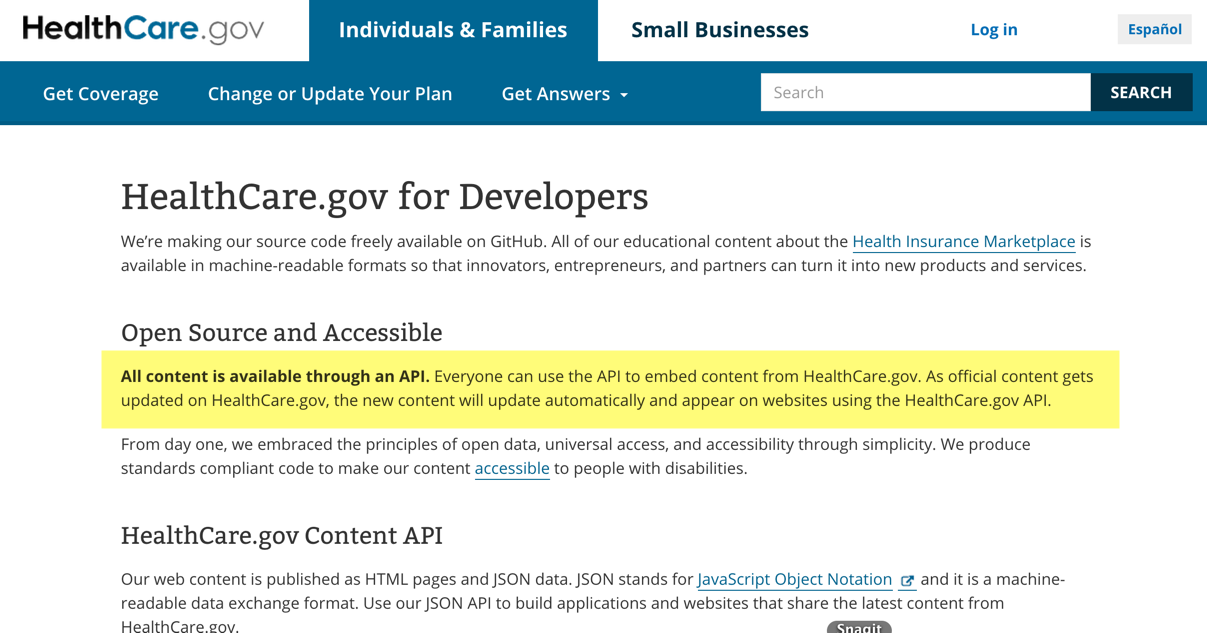 HealthCare.gov
Individuals & Families
Small Businesses
Log in
Español
Get Coverage
Change or Update Your Plan
Get Answers
Search
SEARCH
HealthCare.gov for Developers
We’re making our source code freely available on GitHub. All of our educational content about the Health Insurance Marketplace is
available in machine-readable formats so that innovators, entrepreneurs, and partners can turn it into new products and services.
Open Source and Accessible
All content is available through an API. Everyone can use the API to embed content from HealthCare.gov. As official content gets
updated on HealthCare.gov, the new content will update automatically and appear on websites using the HealthCare.gov API.
From day one, we embraced the principles of open data, universal access, and accessibility through simplicity. We produce
standards compliant code to make our content accessible to people with disabilities.
HealthCare.gov Content API
Our web content is published as HTML pages and JSON data. JSON stands for JavaScript Object Notation and it is a machine-
readable data exchange format. Use our JSON API to build applications and websites that share the latest content from
HealthCare.gov.
Snagit